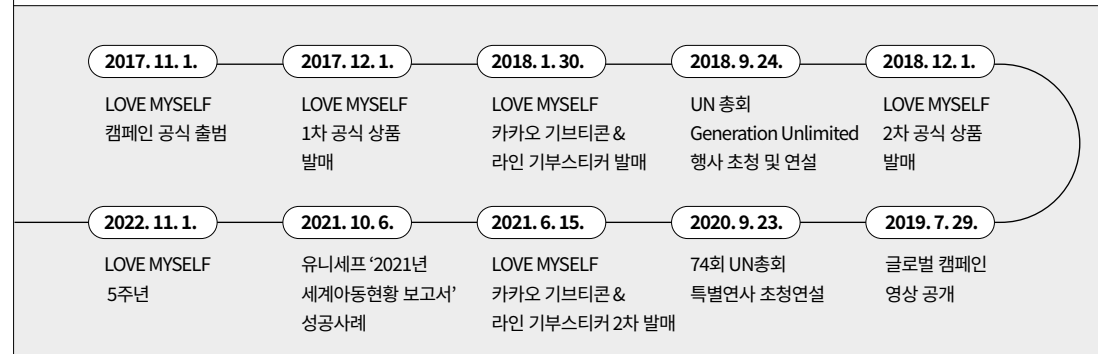 2017. 11. 1.
LOVE MYSELF
캠페인 공식 출범
2017. 12. 1.
LOVE MYSELF
1차 공식 상품
발매
2018. 1. 30.
LOVE MYSELF
카카오 기브티콘 &
라인 기부스티커 발매
2018. 9. 24.
UN 총회
Generation Unlimited
행사 초청 및 연설
2018. 12. 1.
LOVE MYSELF
2차 공식 상품
발매
2019. 7. 29.
글로벌 캠페인
영상 공개
2020. 9. 23.
74회 UN총회
특별연사 초청연설
2021. 6. 15.
LOVE MYSELF
카카오 기브티콘 &
라인 기부스티커 2차 발매
2021. 10. 6.
유니세프 ‘2021년
세계아동현황 보고서’
성공사례
2022. 11. 1.
LOVE MYSELF
5주년